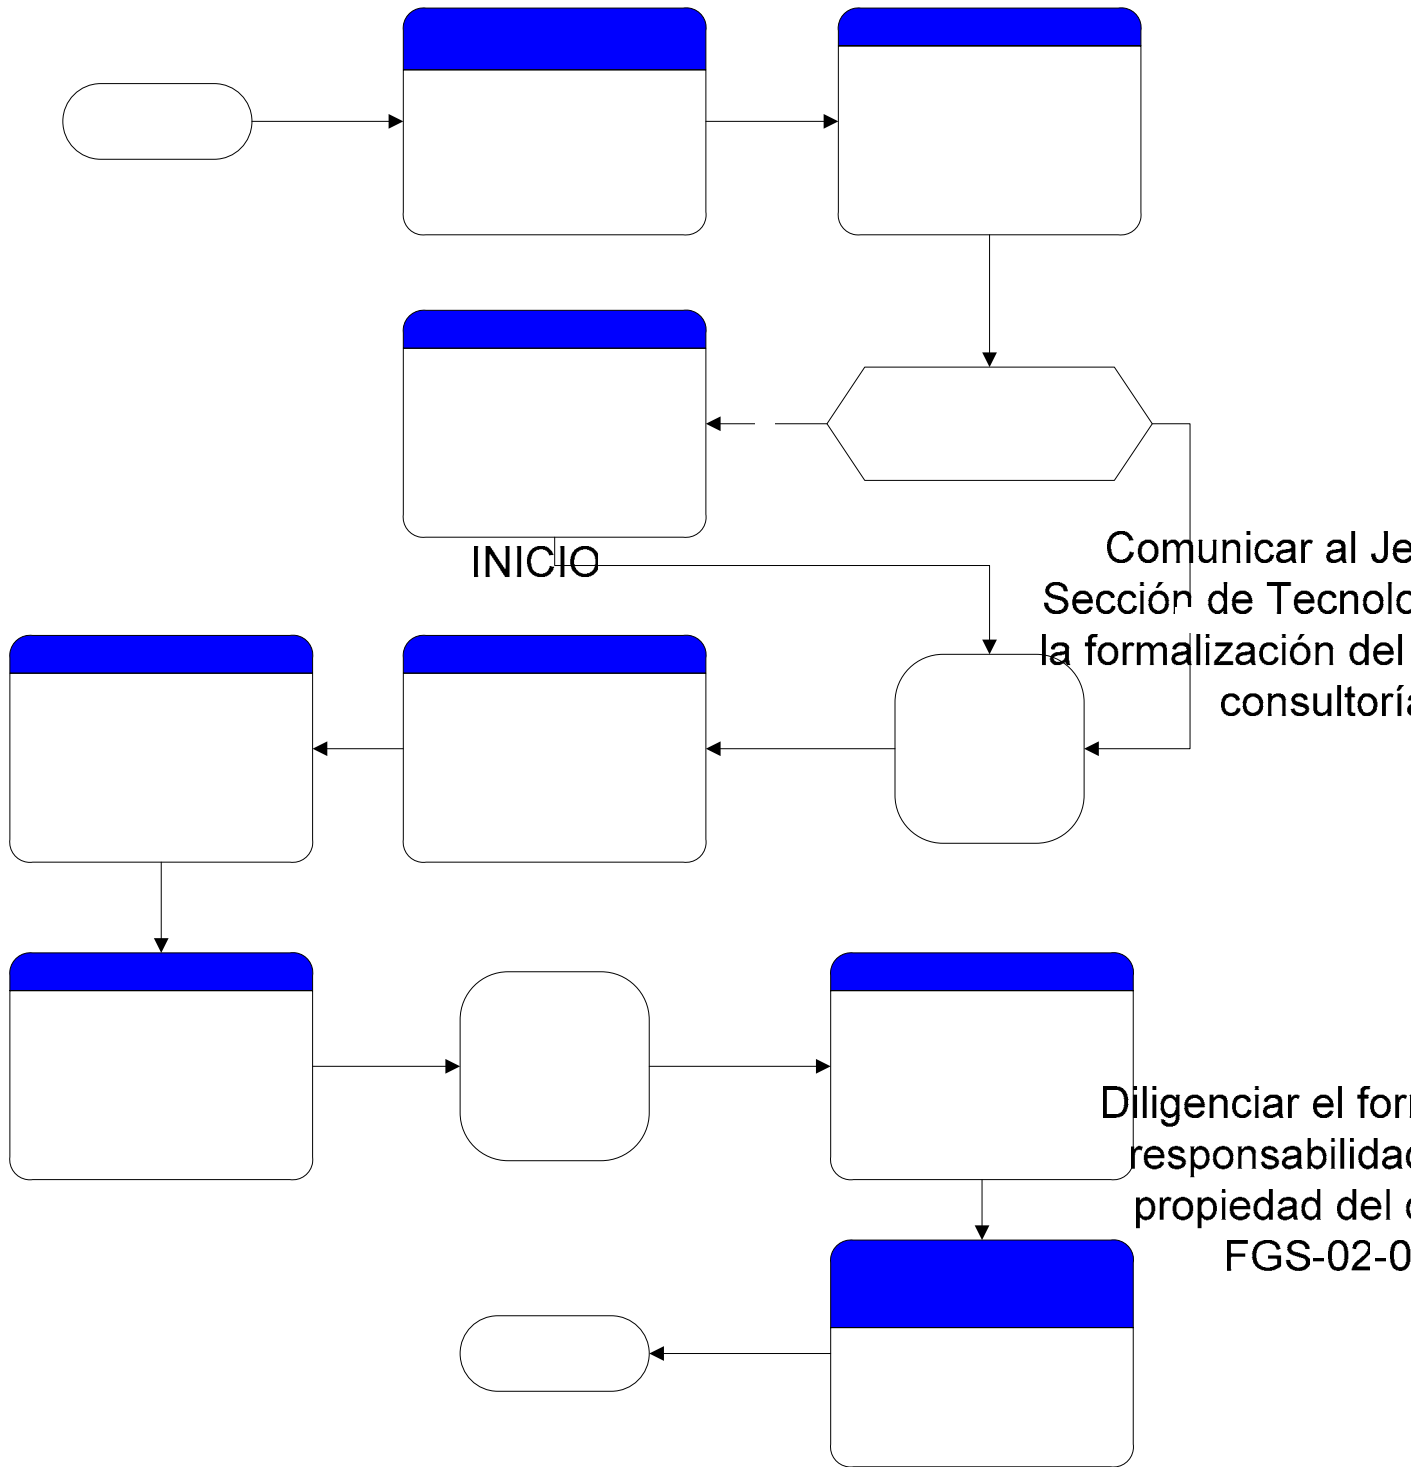 INICIO
Comunicar al Je
Sección de Tecnolo
la formalización del
consultoría
Diligenciar el for
responsabilidad
propiedad del
FGS-02-0